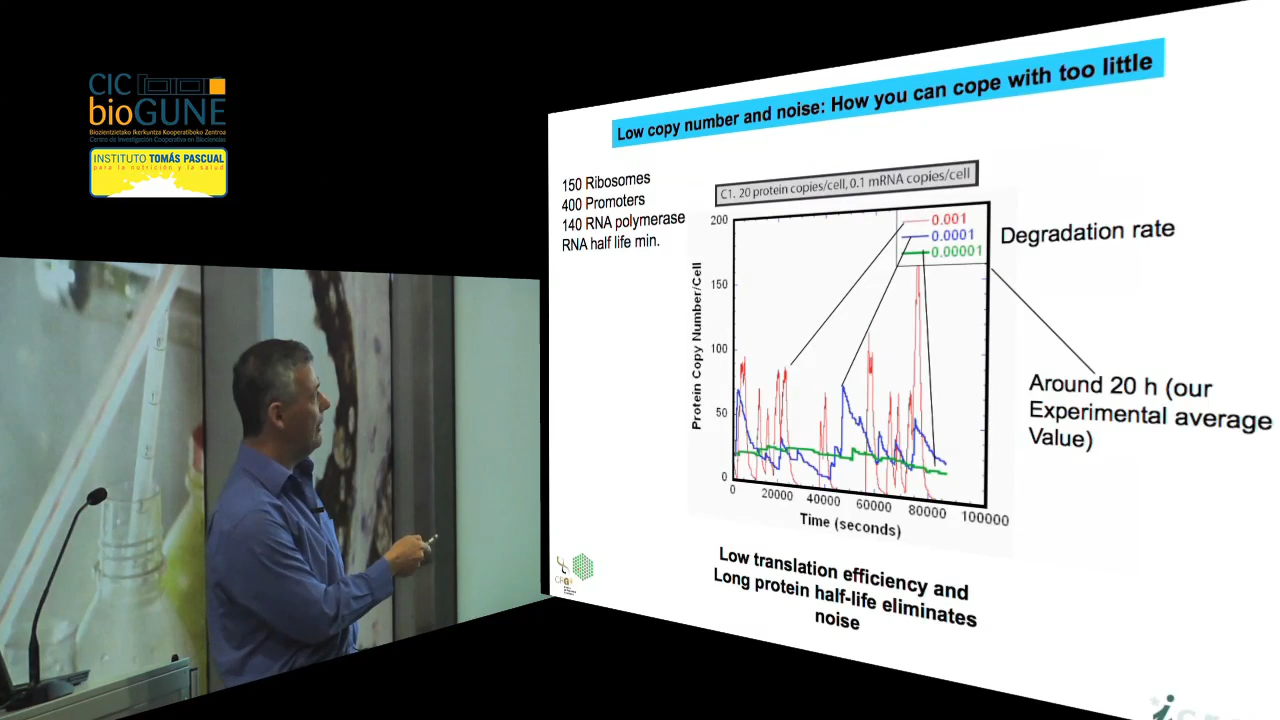 CIC
bioGUNE
Biozientzietako Ikerkuntza Kooperatiboko Zentroa
Centro de Investigación Cooperativa en Biociencias
INSTITUTO TOMÁS PASCUAL
para la nutrición y la salud
Low copy number and noise: How you can cope with too little
150 Ribosomes
400 Promoters
140 RNA polymerase
RNA half life min.
C1. 20 protein copies/cell, 0.1 mRNA copies/cell
200
150
100
50
0
Protein Copy Number/Cell
0.001
0.0001
0.00001
Degradation rate
Around 20 h (our
Experimental average
Value)
0
20000
40000
60000
80000
100000
Time (seconds)
Low translation efficiency and
Long protein half-life eliminates
noise
CRG